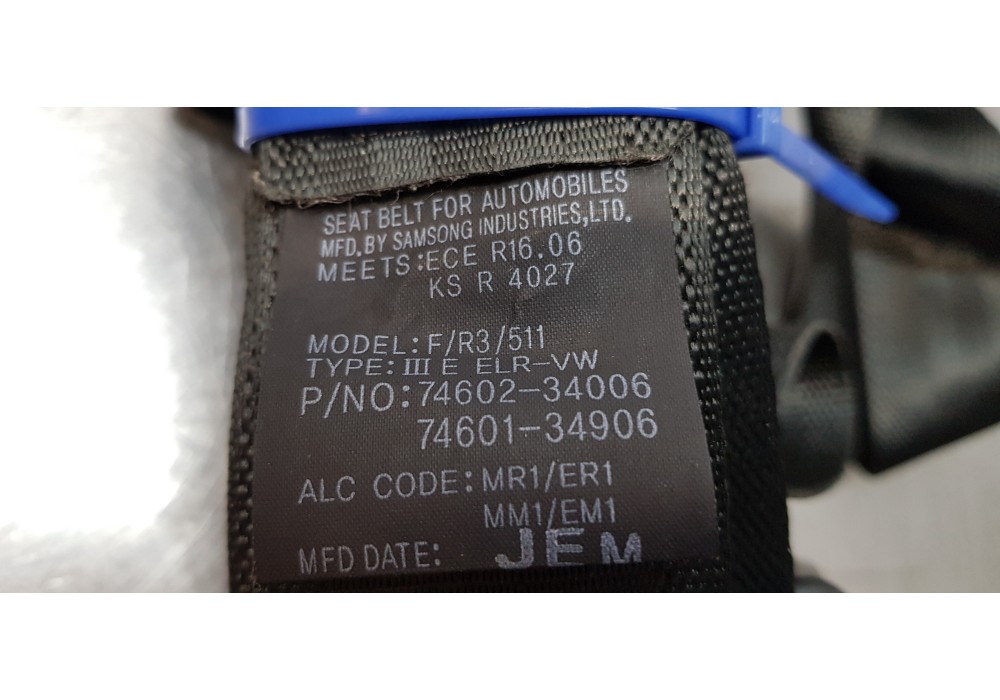 SEAT BELT FOR AUTOMOBILES
MFD.BY SAMSONG INDUSTRIES,LTD.
MEETS:ECE R16.06
KS R 4027
MODEL:F/R3/511
TYPE:III E ELR-VW
P/NO:74602-34006
74601-34906
ALC CODE:MR1/ER1
MM1/EM1
MFD DATE: JEM